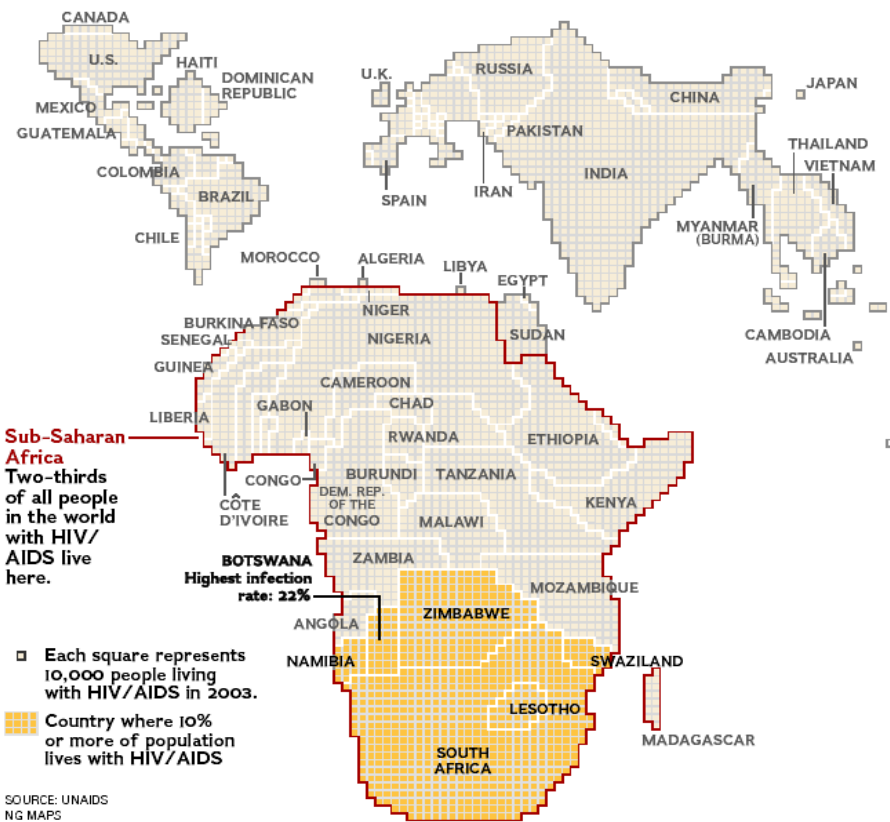 CANADA
U.S.
HAITI
DOMINICAN
REPUBLIC
MEXICO
GUATEMALA
COLOMBIA
BRAZIL
CHILE
U.K.
RUSSIA
CHINA
JAPAN
PAKISTAN
INDIA
THAILAND
VIETNAM
SPAIN
IRAN
MYANMAR
(BURMA)
CAMBODIA
AUSTRALIA
MOROCCO
ALGERIA
LIBYA
EGYPT
NIGER
BURKINA FASO
SENEGAL
NIGERIA
SUDAN
GUINEA
CAMEROON
CHAD
GABON
LIBERIA
RWANDA
ETHIOPIA
Sub-Saharan
Africa
Two-thirds
of all people
in the world
with HIV/
AIDS live
here.
CONGO
CÔTE
D'IVOIRE
BURUNDI
TANZANIA
DEM. REP.
OF THE
CONGO
KENYA
MALAWI
ZAMBIA
BOTSWANA
Highest infection
rate: 22%
MOZAMBIQUE
ZIMBABWE
ANGOLA
NAMIBIA
SWAZILAND
LESOTHO
SOUTH
AFRICA
MADAGASCAR
Each square represents
10,000 people living
with HIV/AIDS in 2003.
Country where 10%
or more of population
lives with HIV/AIDS
SOURCE: UNAIDS
NG MAPS